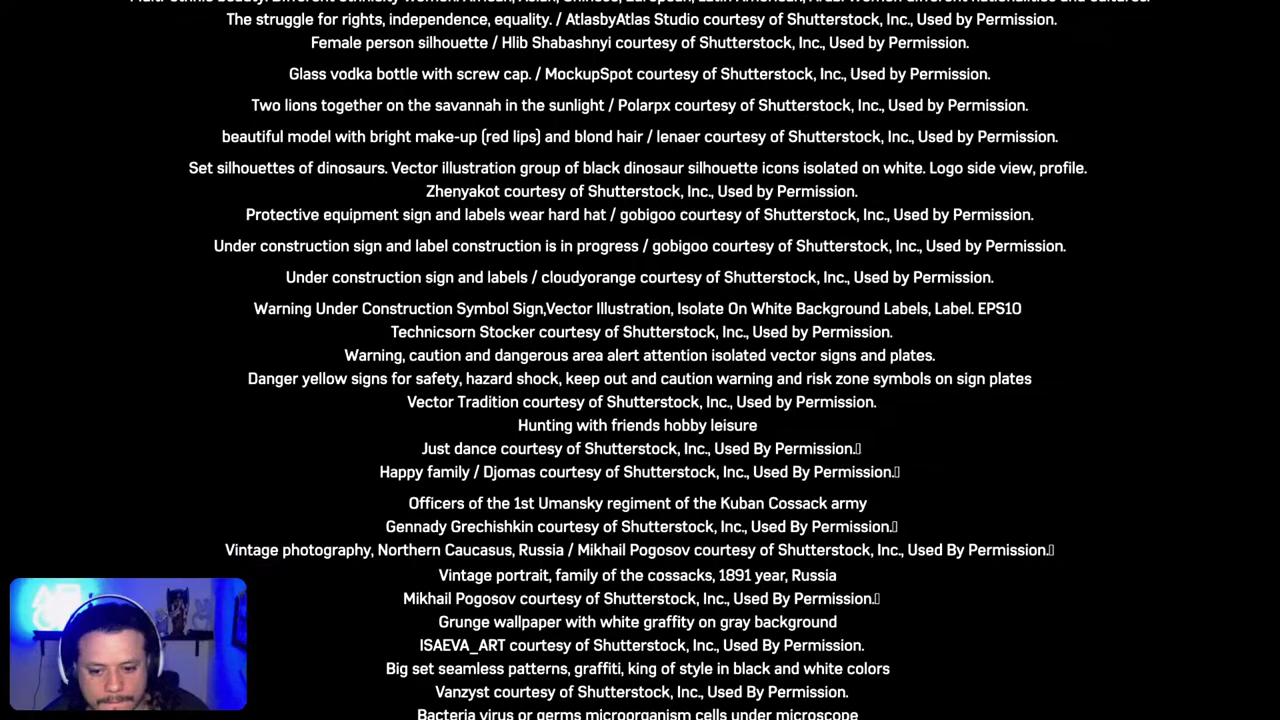 The struggle for rights, independence, equality. / AtlasbyAtlas Studio courtesy of Shutterstock, Inc., Used by Permission.
Female person silhouette / Hlib Shabashnyi courtesy of Shutterstock, Inc., Used by Permission.
Glass vodka bottle with screw cap. / MockupSpot courtesy of Shutterstock, Inc., Used by Permission.
Two lions together on the savannah in the sunlight / Polarpx courtesy of Shutterstock, Inc., Used by Permission.
beautiful model with bright make-up (red lips) and blond hair / lenaer courtesy of Shutterstock, Inc., Used by Permission.
Set silhouettes of dinosaurs. Vector illustration group of black dinosaur silhouette icons isolated on white. Logo side view, profile.
Zhenyakot courtesy of Shutterstock, Inc., Used by Permission.
Protective equipment sign and labels wear hard hat / gobigoo courtesy of Shutterstock, Inc., Used by Permission.
Under construction sign and label construction is in progress / gobigoo courtesy of Shutterstock, Inc., Used by Permission.
Under construction sign and labels / cloudyorange courtesy of Shutterstock, Inc., Used by Permission.
Warning Under Construction Symbol Sign,Vector Illustration, Isolate On White Background Labels, Label. EPS10
Technicsorn Stocker courtesy of Shutterstock, Inc., Used by Permission.
Warning, caution and dangerous area alert attention isolated vector signs and plates.
Danger yellow signs for safety, hazard shock, keep out and caution warning and risk zone symbols on sign plates
Vector Tradition courtesy of Shutterstock, Inc., Used by Permission.
Hunting with friends hobby leisure
Just dance courtesy of Shutterstock, Inc., Used By Permission.
Happy family / Djomas courtesy of Shutterstock, Inc., Used By Permission.
Officers of the 1st Umansky regiment of the Kuban Cossack army
Gennady Grechishkin courtesy of Shutterstock, Inc., Used By Permission.
Vintage photography, Northern Caucasus, Russia / Mikhail Pogosov courtesy of Shutterstock, Inc., Used By Permission.
Vintage portrait, family of the cossacks, 1891 year, Russia
Mikhail Pogosov courtesy of Shutterstock, Inc., Used By Permission.
Grunge wallpaper with white graffity on gray background
ISAEVA_ART courtesy of Shutterstock, Inc., Used by Permission.
Big set seamless patterns, graffiti, king of style in black and white colors
Vanzyst courtesy of Shutterstock, Inc., Used by Permission.
Bacteria virus or germs microorganism cells under microscope